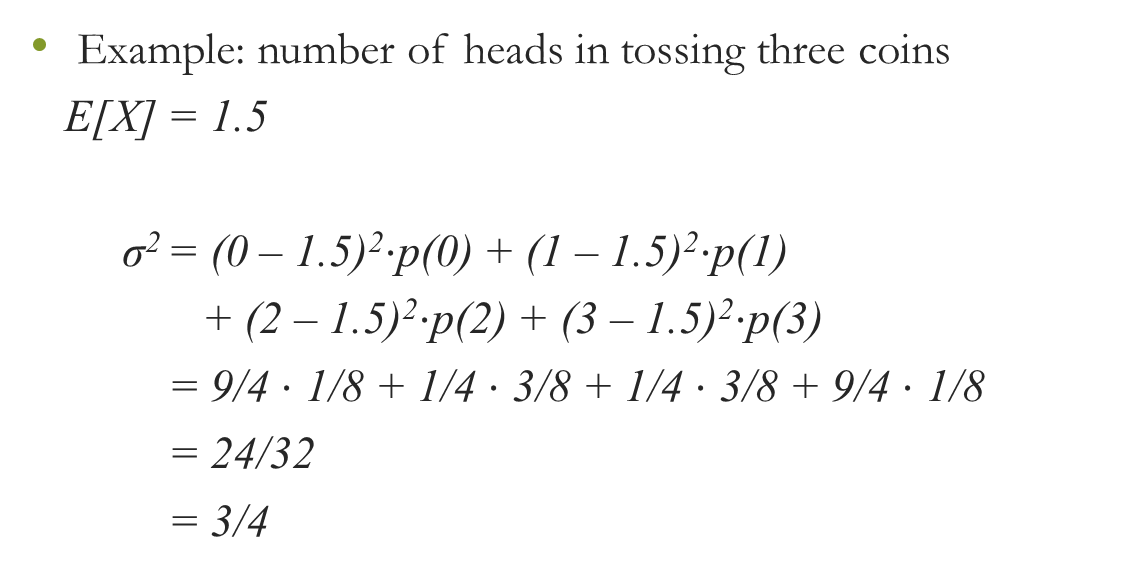 • Example: number of heads in tossing three coins
E[X] = 1.5
σ² = (0 – 1.5)²·p(0) + (1 – 1.5)²·p(1)
+ (2 – 1.5)²·p(2) + (3 – 1.5)²·p(3)
= 9/4 · 1/8 + 1/4 · 3/8 + 1/4 · 3/8 + 9/4 · 1/8
= 24/32
= 3/4